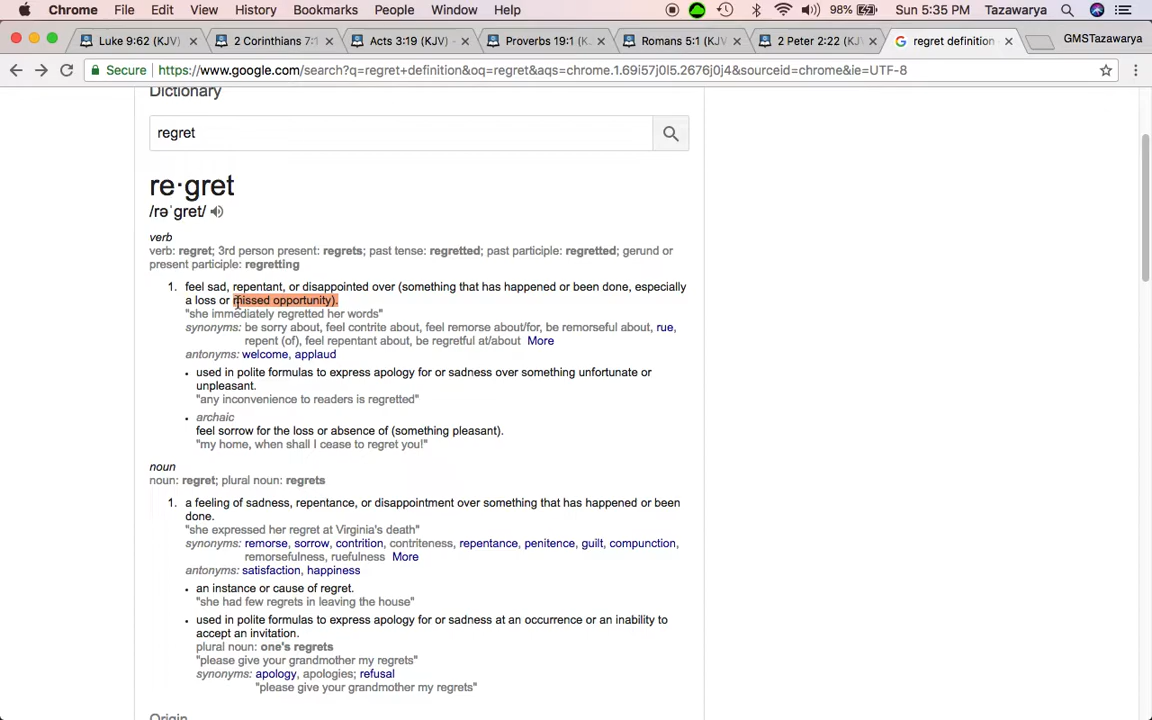 Chrome File Edit View History Bookmarks People Window Help 98% Sun 5:35 PM Tazawarya
Luke 9:62 (KJV) 2 Corinthians 7:1 Acts 3:19 (KJV) - Proverbs 19:1 (K. Romans 5:1 (KJV 2 Peter 2:22 (KJV regret definition GMSTazawarya
Secure https://www.google.com/search?q=regret+definition&oq=regret&aqs=chrome.1.69i57j0l5.2676j0j4&sourceid=chrome&ie=UTF-8
Dictionary
regret
re·gret
/rəˈɡret/
verb
verb: regret; 3rd person present: regrets; past tense: regretted; past participle: regretted; gerund or
present participle: regretting
1. feel sad, repentant, or disappointed over (something that has happened or been done, especially
a loss or missed opportunity).
"she immediately regretted her words"
synonyms: be sorry about, feel contrite about, feel remorse about/for, be remorseful about, rue,
repent (of), feel repentant about, be regretful at/about More
antonyms: welcome, applaud
• used in polite formulas to express apology for or sadness over something unfortunate or
unpleasant.
"any inconvenience to readers is regretted"
• archaic
feel sorrow for the loss or absence of (something pleasant).
"my home, when shall I cease to regret you!"
noun
noun: regret; plural noun: regrets
1. a feeling of sadness, repentance, or disappointment over something that has happened or been
done.
"she expressed her regret at Virginia's death"
synonyms: remorse, sorrow, contrition, contriteness, repentance, penitence, guilt, compunction,
remorsefulness, ruefulness More
antonyms: satisfaction, happiness
• an instance or cause of regret.
"she had few regrets in leaving the house"
• used in polite formulas to express apology for or sadness at an occurrence or an inability to
accept an invitation.
plural noun: one's regrets
"please give your grandmother my regrets"
synonyms: apology, apologies; refusal
"please give your grandmother my regrets"
Origin